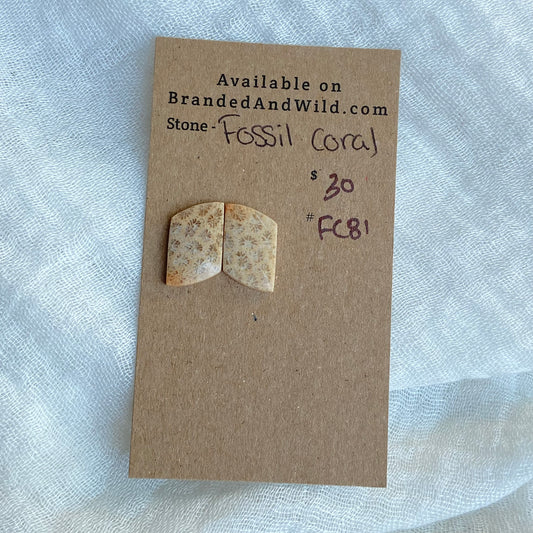 Available on
BrandedAndWild.com
Stone - Fossil Coral
$ 30
# FC81